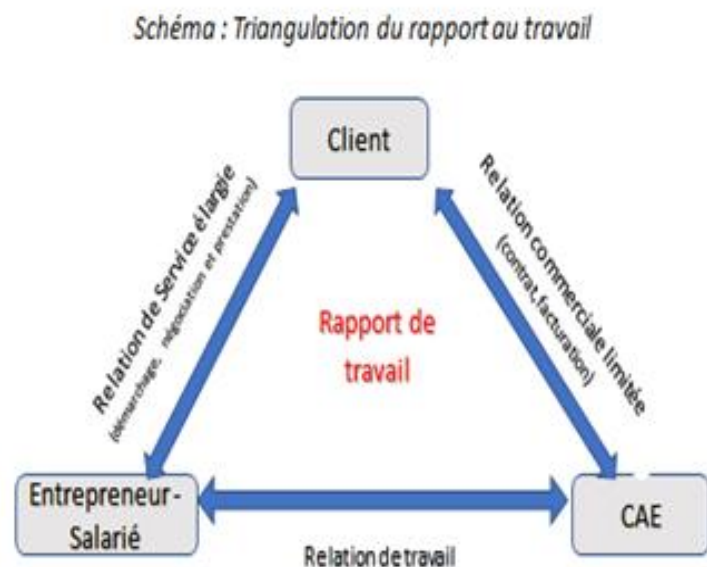 Schéma : Triangulation du rapport au travail
Client
Relation de Service élargie
(démarchage, négociation et prestation)
Relation commerciale limitée
(contrat, facturation)
Rapport de
travail
Entrepreneur-
Salarié
CAE
Relation de travail